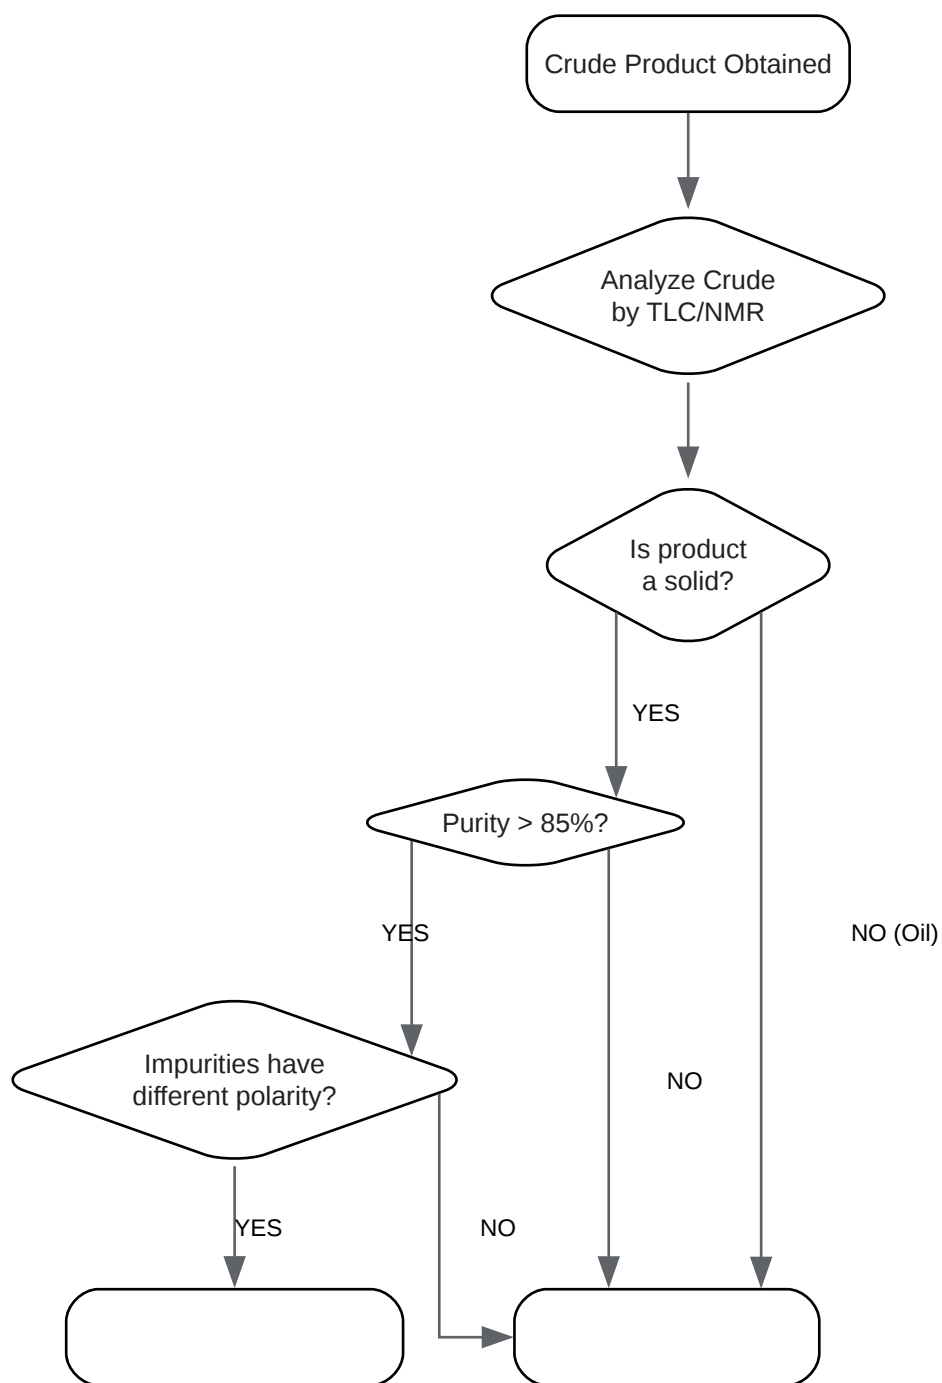 Crude Product Obtained
Analyze Crude
by TLC/NMR
Is product
a solid?
YES
Purity > 85%?
YES
NO (Oil)
Impurities have
different polarity?
NO
YES
NO